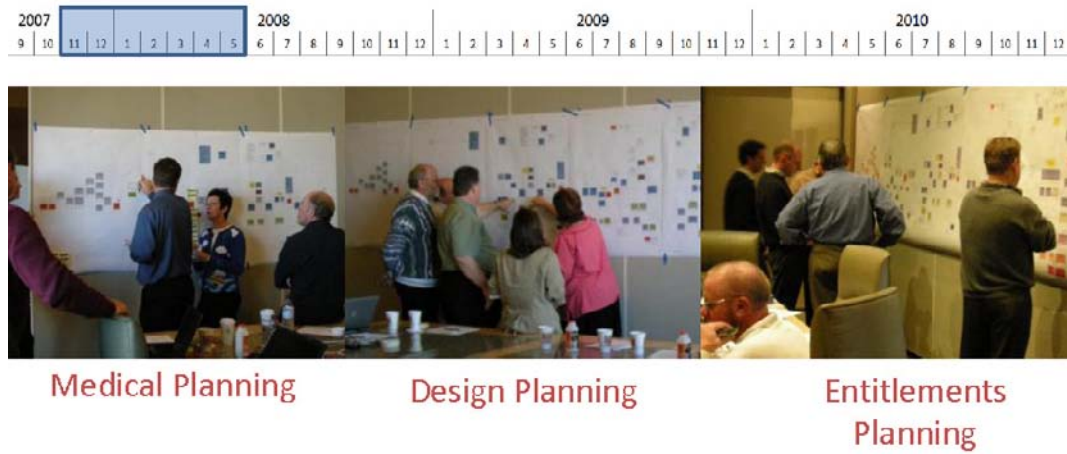 2007 2008 2009 2010
9 10 11 12 1 2 3 4 5 6 7 8 9 10 11 12 1 2 3 4 5 6 7 8 9 10 11 12 1 2 3 4 5 6 7 8 9 10 11 12
Medical Planning
Design Planning
Entitlements
Planning